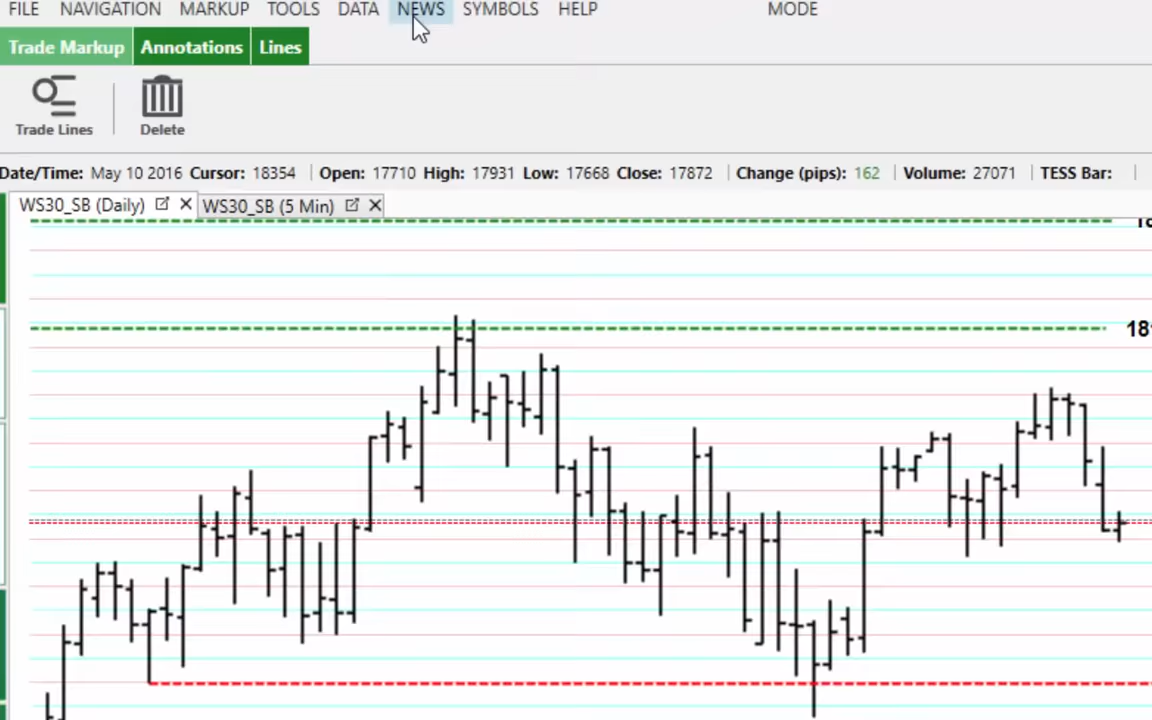 FILE NAVIGATION MARKUP TOOLS DATA NEWS SYMBOLS HELP MODE
Trade Markup Annotations Lines
Trade Lines Delete
Date/Time: May 10 2016 Cursor: 18354 Open: 17710 High: 17931 Low: 17668 Close: 17872 Change (pips): 162 Volume: 27071 TESS Bar:
WS30_SB (Daily) WS30_SB (5 Min)